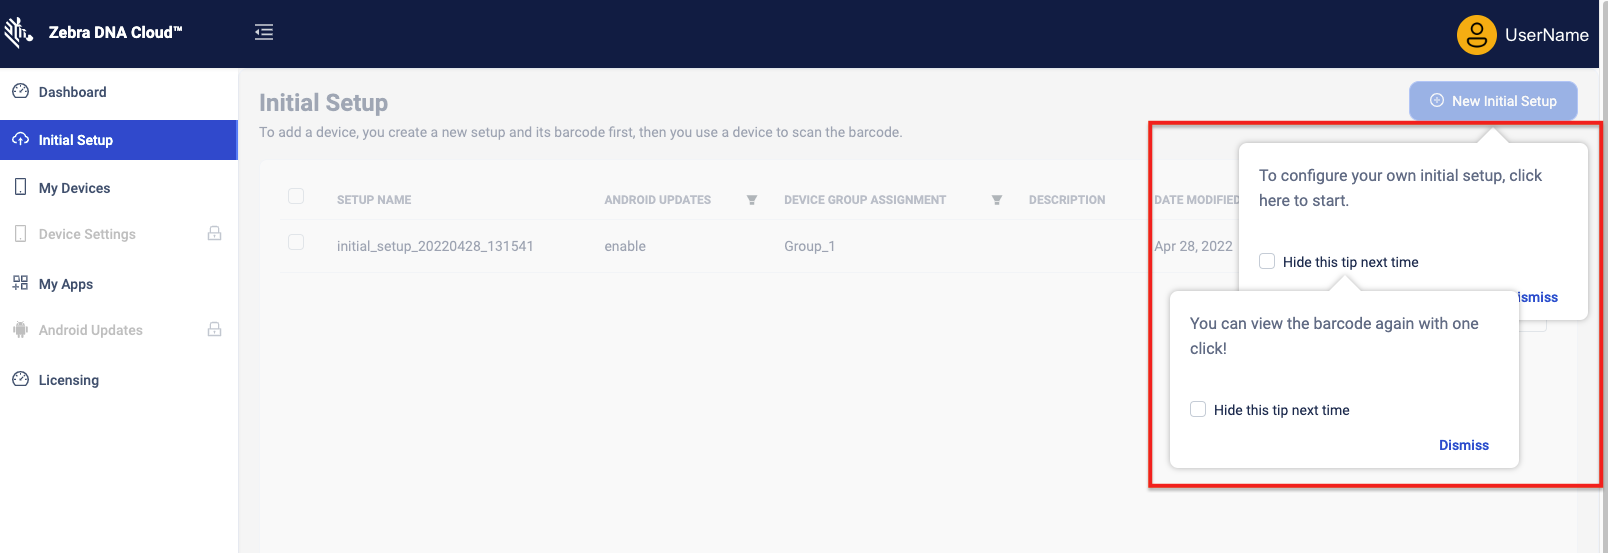 Zebra DNA Cloud™
UserName
Dashboard
Initial Setup
My Devices
Device Settings
My Apps
Android Updates
Licensing
Initial Setup
New Initial Setup
To add a device, you create a new setup and its barcode first, then you use a device to scan the barcode.
SETUP NAME ANDROID UPDATES DEVICE GROUP ASSIGNMENT DESCRIPTION DATE MODIFIED
initial_setup_20220428_131541 enable Group_1 Apr 28, 2022
To configure your own initial setup, click
here to start.
Hide this tip next time
ismiss
You can view the barcode again with one
click!
Hide this tip next time
Dismiss